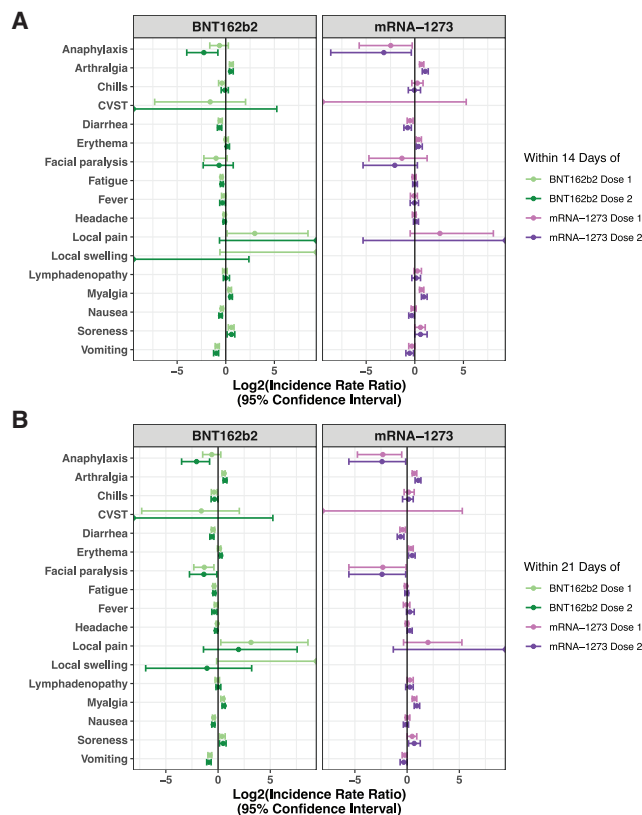 A
BNT162b2
mRNA−1273
Anaphylaxis
Arthralgia
Chills
CVST
Diarrhea
Erythema
Facial paralysis
Fatigue
Fever
Headache
Local pain
Local swelling
Lymphadenopathy
Myalgia
Nausea
Soreness
Vomiting
−5 0 5 −5 0 5
Log2(Incidence Rate Ratio)
(95% Confidence Interval)
Within 14 Days of
BNT162b2 Dose 1
BNT162b2 Dose 2
mRNA−1273 Dose 1
mRNA−1273 Dose 2
B
BNT162b2
mRNA−1273
Anaphylaxis
Arthralgia
Chills
CVST
Diarrhea
Erythema
Facial paralysis
Fatigue
Fever
Headache
Local pain
Local swelling
Lymphadenopathy
Myalgia
Nausea
Soreness
Vomiting
−5 0 5 −5 0 5
Log2(Incidence Rate Ratio)
(95% Confidence Interval)
Within 21 Days of
BNT162b2 Dose 1
BNT162b2 Dose 2
mRNA−1273 Dose 1
mRNA−1273 Dose 2